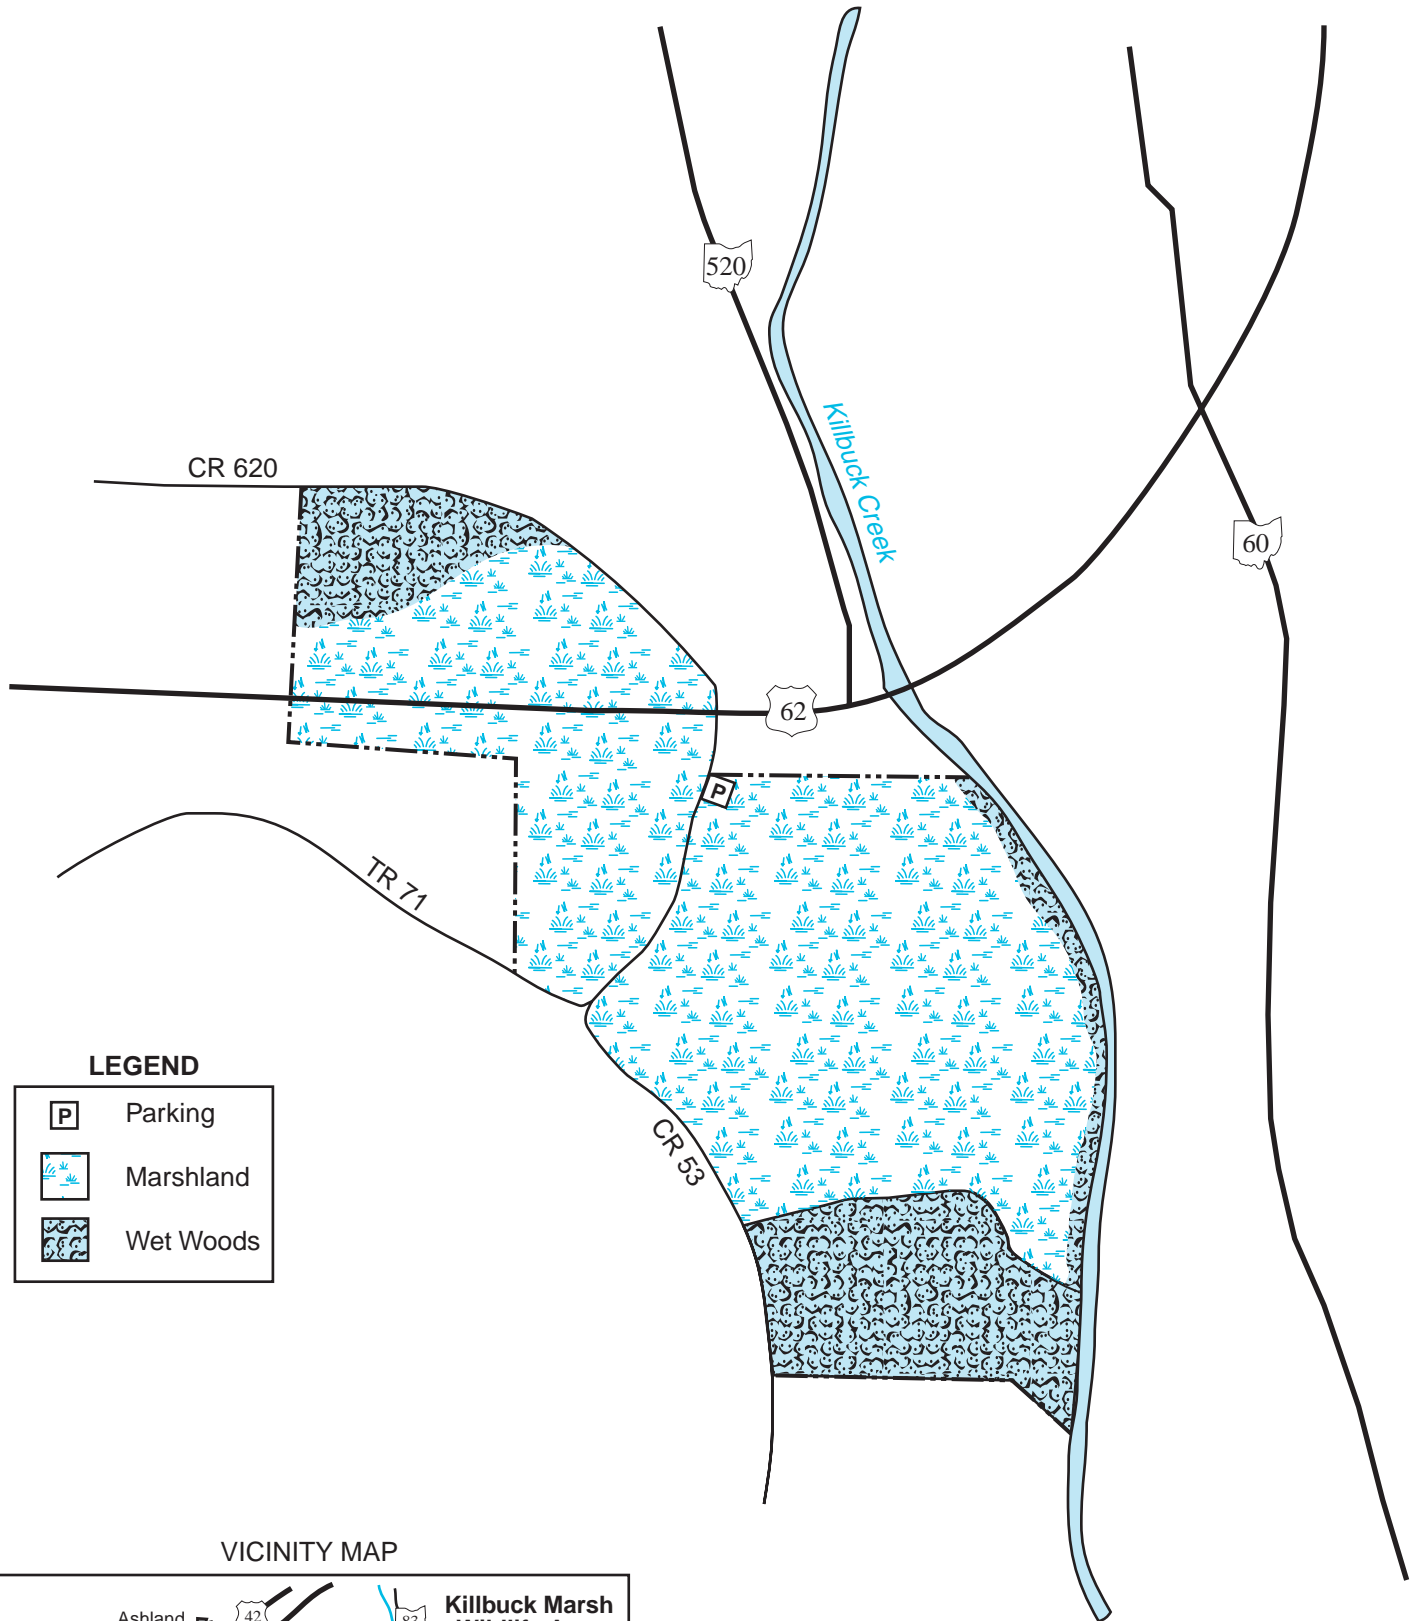 520
Killbuck Creek
CR 620
60
62
P
TR 71
LEGEND
P Parking
Marshland
Wet Woods
CR 53
VICINITY MAP
Ashland
42
83
Killbuck Marsh